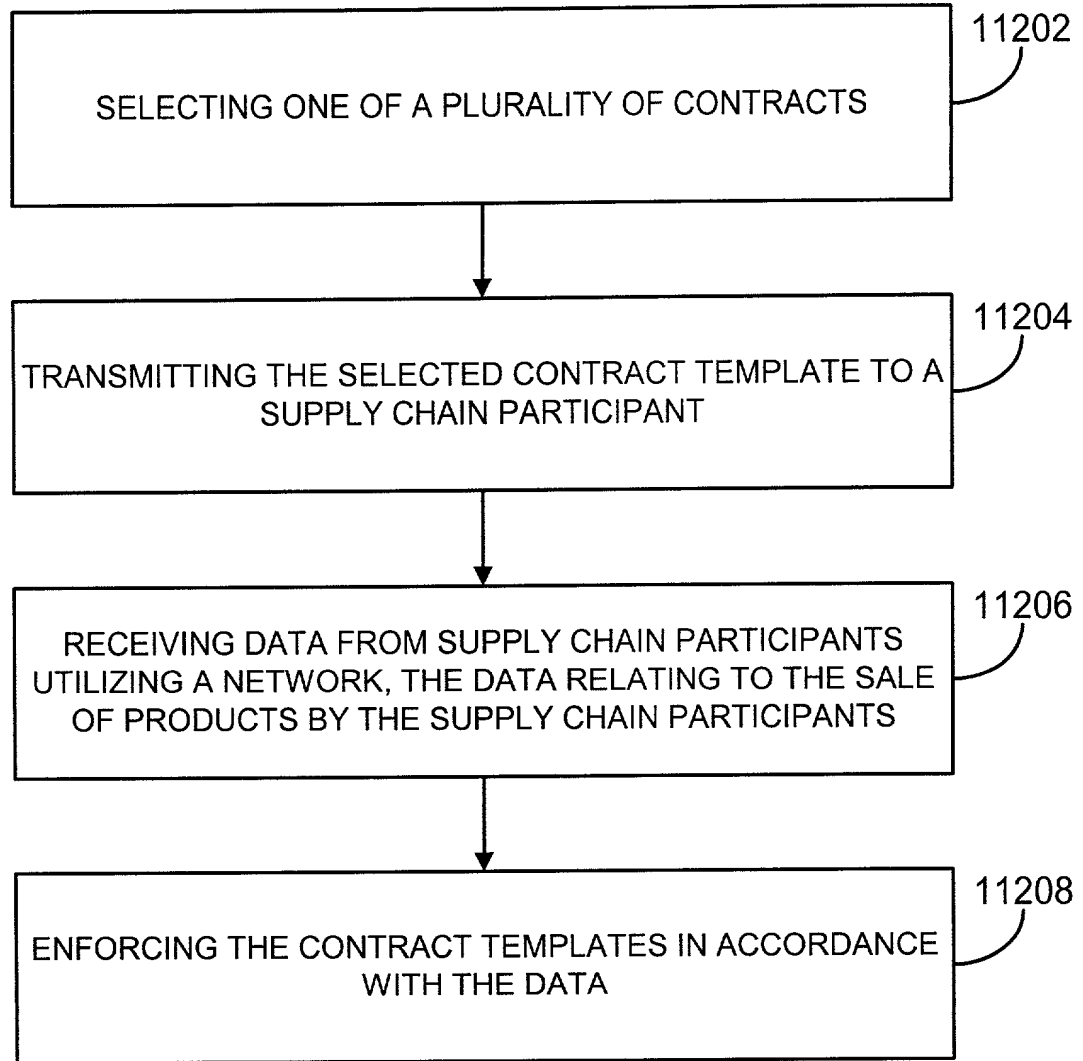 11202
SELECTING ONE OF A PLURALITY OF CONTRACTS
11204
TRANSMITTING THE SELECTED CONTRACT TEMPLATE TO A
SUPPLY CHAIN PARTICIPANT
11206
RECEIVING DATA FROM SUPPLY CHAIN PARTICIPANTS
UTILIZING A NETWORK, THE DATA RELATING TO THE SALE
OF PRODUCTS BY THE SUPPLY CHAIN PARTICIPANTS
11208
ENFORCING THE CONTRACT TEMPLATES IN ACCORDANCE
WITH THE DATA